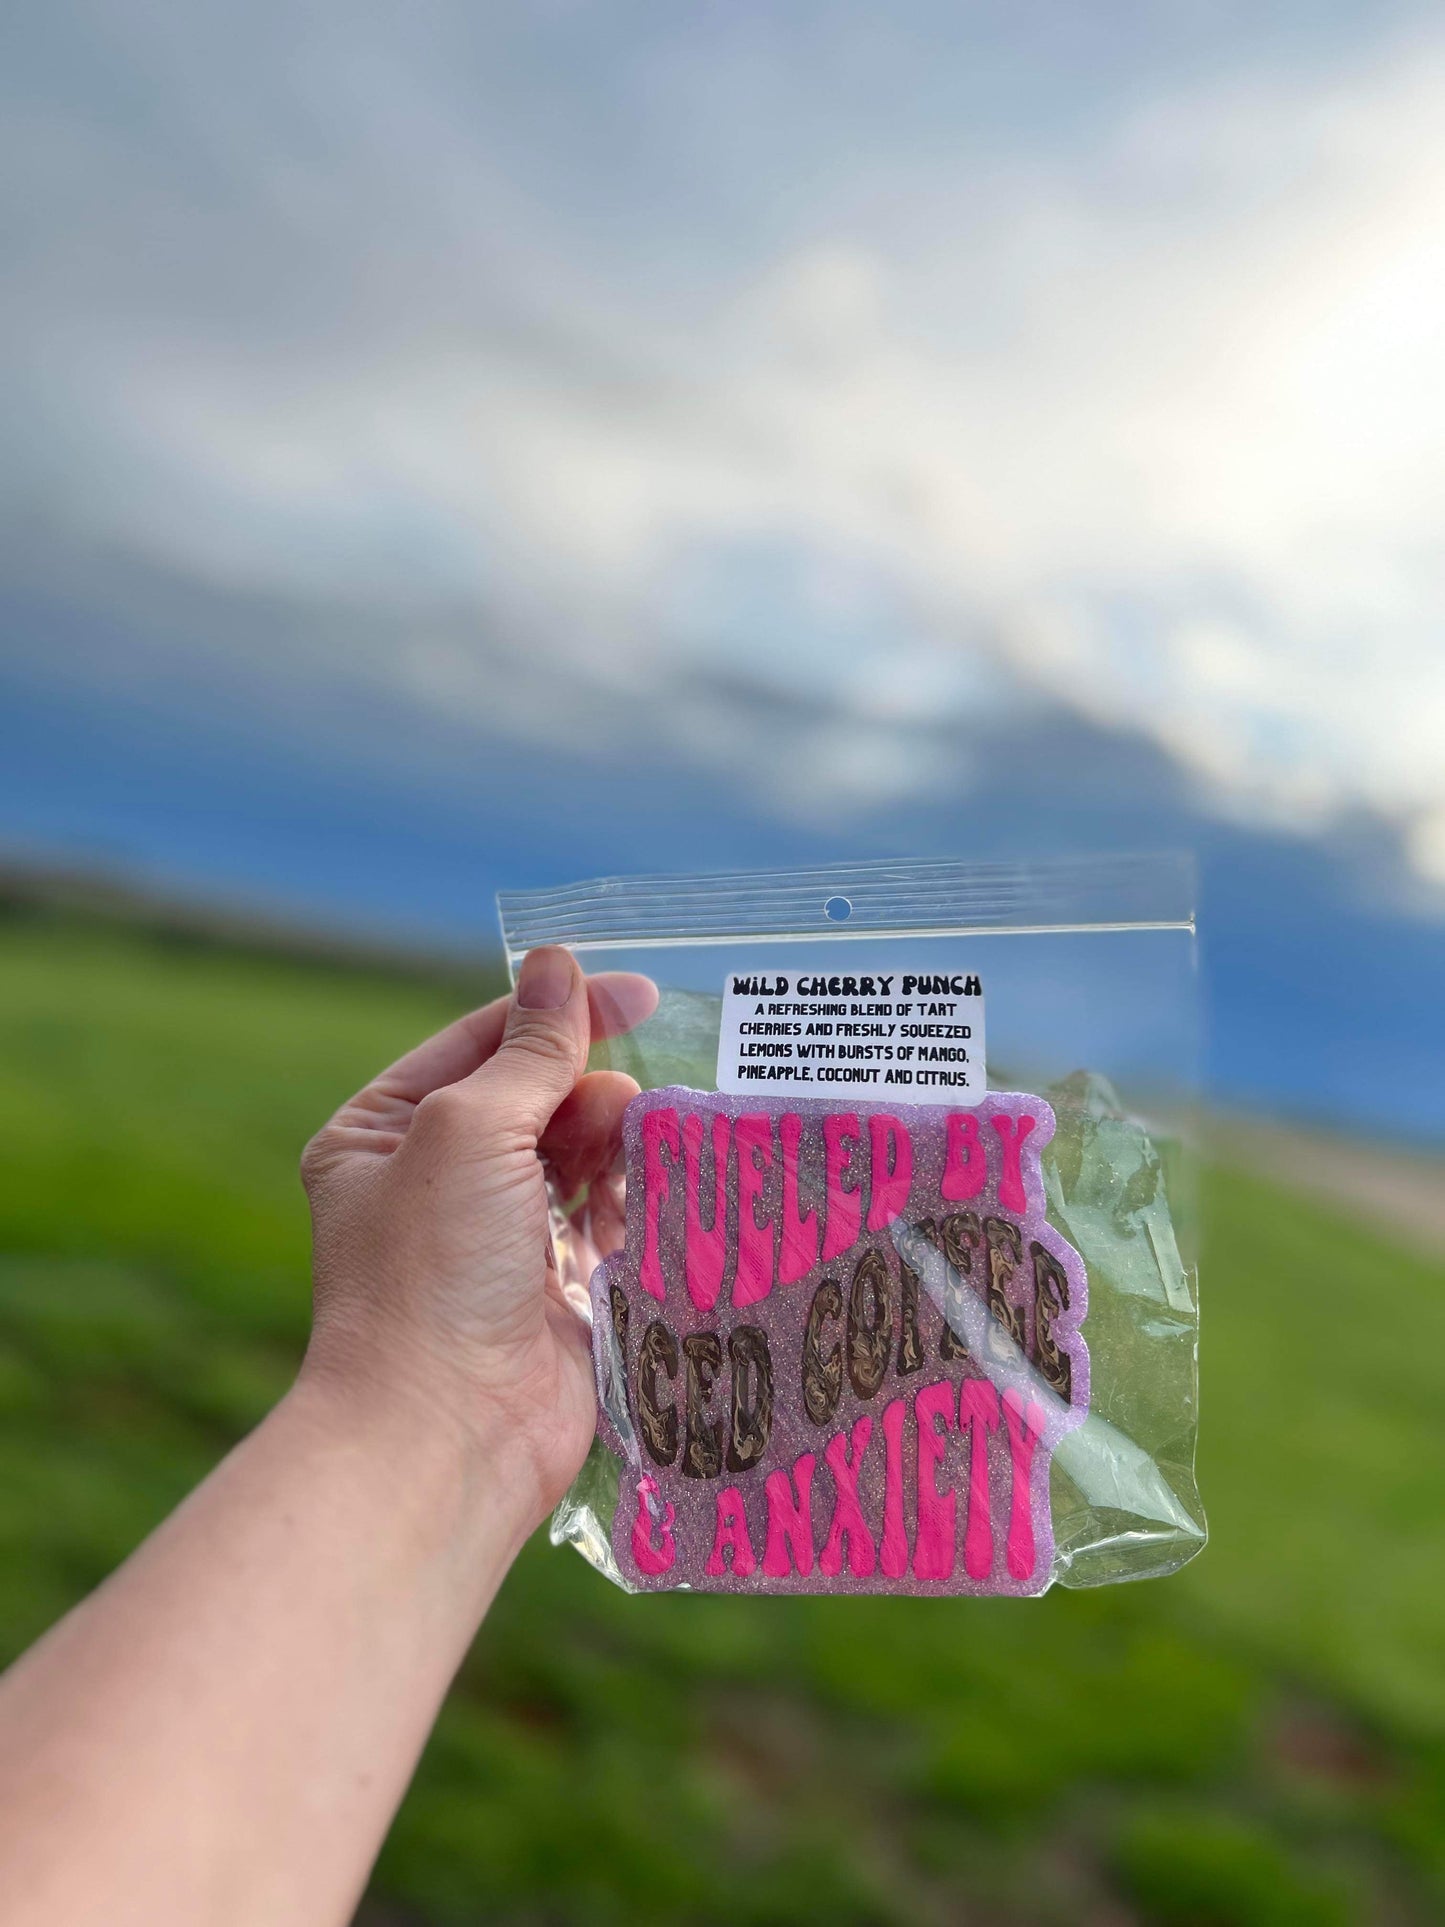 WiLD CHERRY PUNCH
A REFRESHING BLEND OF TART
CHERRIES AND FRESHLY SQUEEZED
LEMONS WITH BURSTS OF MANGO,
PINEAPPLE, COCONUT AND CITRUS.
FUELED BY
ICED COFFEE
& ANXIETY